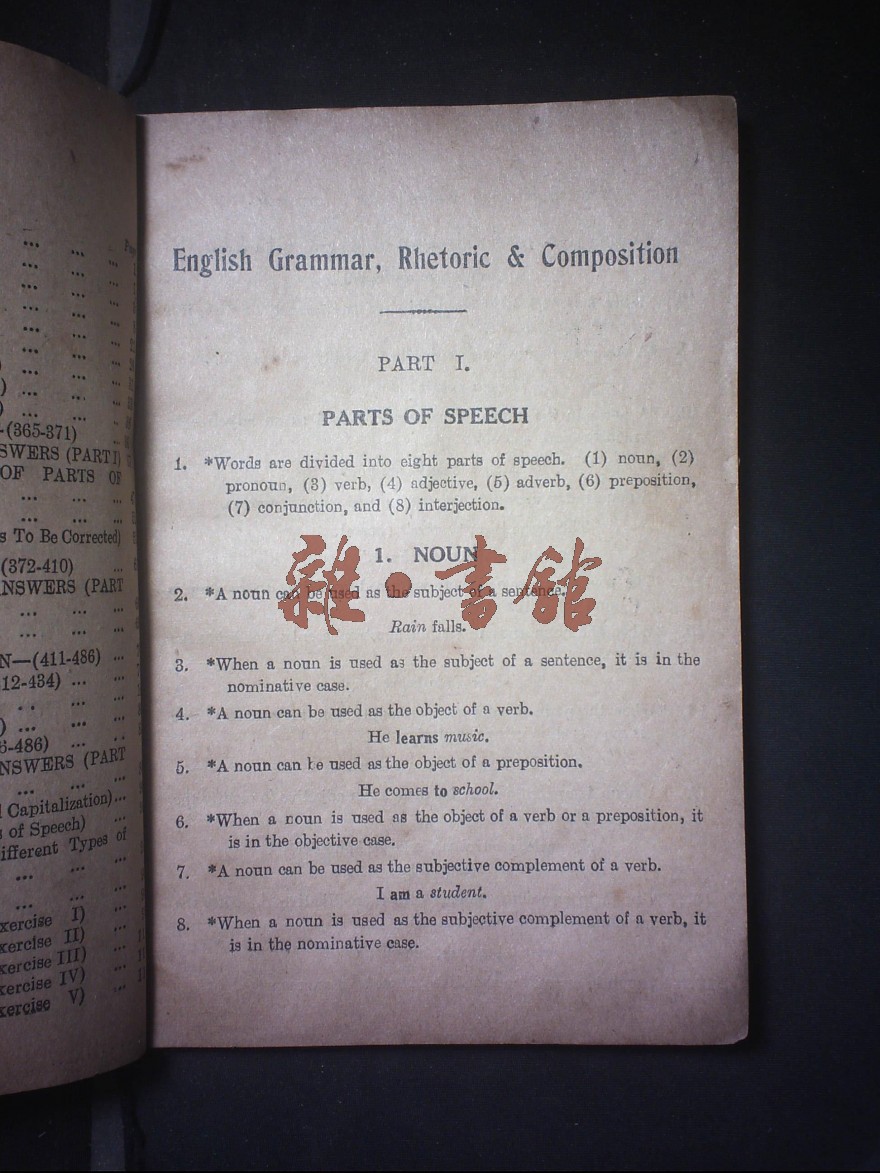 -(365-371)
SWERS (PART I)
OF PARTS OF
s To Be Corrected)
(372-410)
NSWERS (PART
N—(411-486) ...
12-434) ...
) ...
6-486) ...
NSWERS (PART
l Capitalization)...
s of Speech) ...
ifferent Types of
xercise I) ...
xercise II) ...
xercise III) ...
xercise IV) ...
xercise V) ...
English Grammar, Rhetoric & Composition
PART I.
PARTS OF SPEECH
1. *Words are divided into eight parts of speech. (1) noun, (2)
pronoun, (3) verb, (4) adjective, (5) adverb, (6) preposition,
(7) conjunction, and (8) interjection.
1. NOUN
2. *A noun can be used as the subject of a sentence.
雜·書館
Rain falls.
3. *When a noun is used as the subject of a sentence, it is in the
nominative case.
4. *A noun can be used as the object of a verb.
He learns music.
5. *A noun can be used as the object of a preposition.
He comes to school.
6. *When a noun is used as the object of a verb or a preposition, it
is in the objective case.
7. *A noun can be used as the subjective complement of a verb.
I am a student.
8. *When a noun is used as the subjective complement of a verb, it
is in the nominative case.